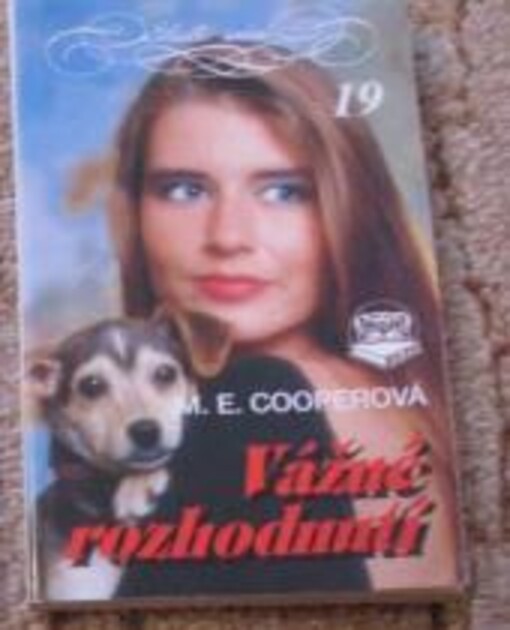 19
M. E. COOPEROVÁ
Vážné
rozhodnutí